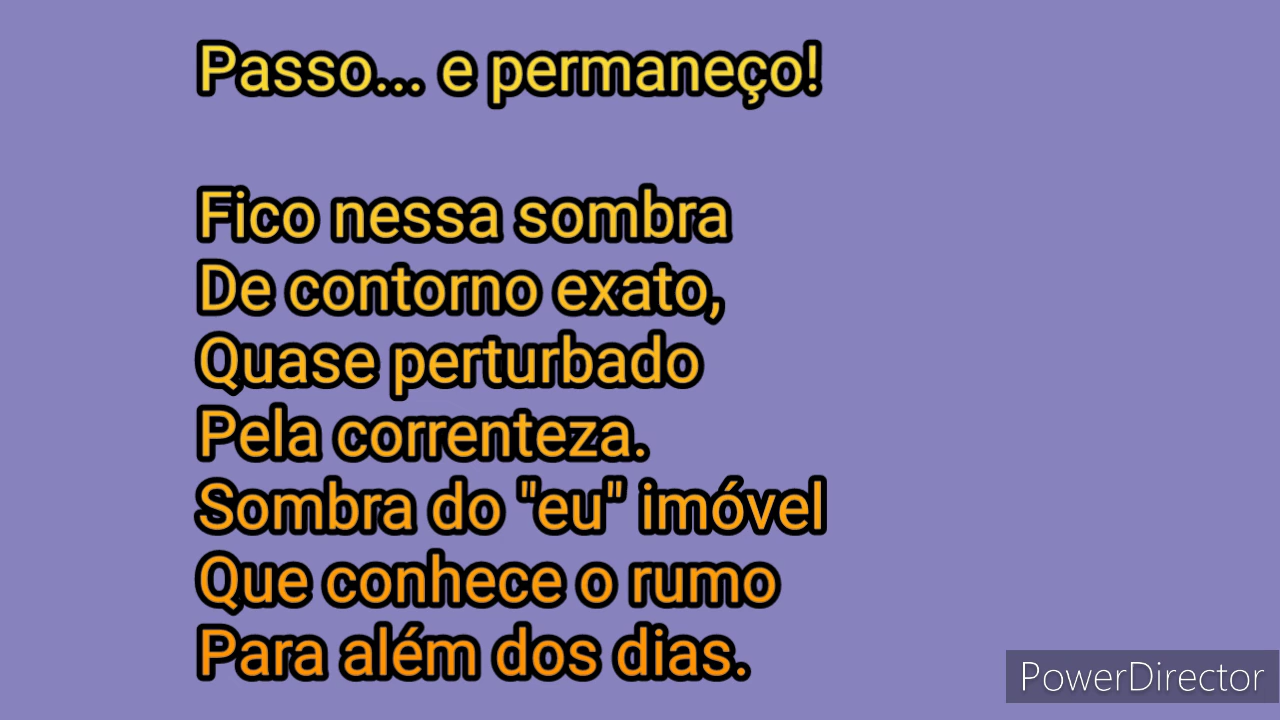 Passo... e permaneço!
Fico nessa sombra
De contorno exato,
Quase perturbado
Pela correnteza.
Sombra do "eu" imóvel
Que conhece o rumo
Para além dos dias.
PowerDirector